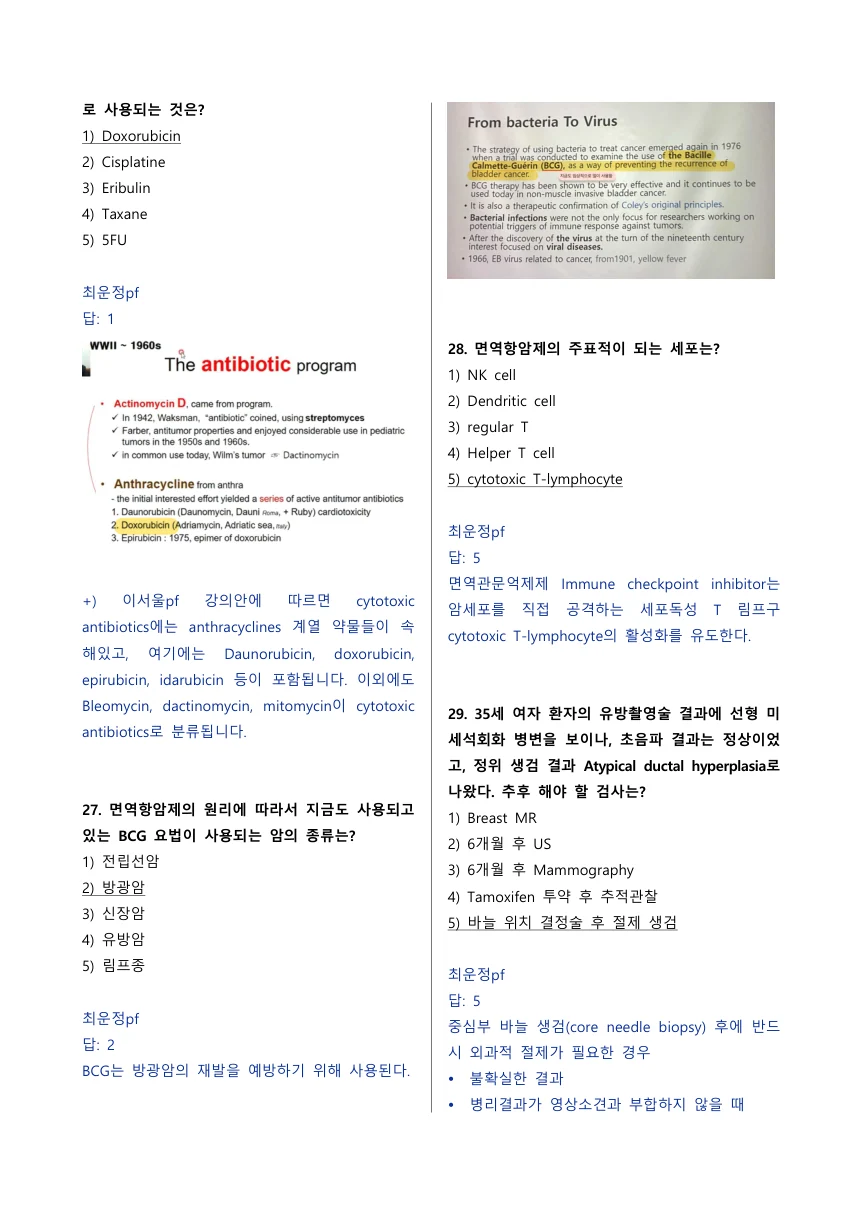 로 사용되는 것은?
1) Doxorubicin
2) Cisplatine
3) Eribulin
4) Taxane
5) 5FU
최운정pf
답: 1
WWII ~ 1960s
The antibiotic program
• Actinomycin D, came from program.
✓ In 1942, Waksman, "antibiotic" coined, using streptomyces
✓ Farber, antitumor properties and enjoyed considerable use in pediatric
tumors in the 1950s and 1960s.
✓ in common use today, Wilm's tumor ☞ Dactinomycin
• Anthracycline from anthra
- the initial interested effort yielded a series of active antitumor antibiotics
1. Daunorubicin (Daunomycin, Dauni Roma, + Ruby) cardiotoxicity
2. Doxorubicin (Adriamycin, Adriatic sea, Italy)
3. Epirubicin : 1975, epimer of doxorubicin
+) 이서울pf 강의안에 따르면 cytotoxic
antibiotics에는 anthracyclines 계열 약물들이 속
해있고, 여기에는 Daunorubicin, doxorubicin,
epirubicin, idarubicin 등이 포함됩니다. 이외에도
Bleomycin, dactinomycin, mitomycin이 cytotoxic
antibiotics로 분류됩니다.
27. 면역항암제의 원리에 따라서 지금도 사용되고
있는 BCG 요법이 사용되는 암의 종류는?
1) 전립선암
2) 방광암
3) 신장암
4) 유방암
5) 림프종
최운정pf
답: 2
BCG는 방광암의 재발을 예방하기 위해 사용된다.
From bacteria To Virus
• The strategy of using bacteria to treat cancer emerged again in 1976
when a trial was conducted to examine the use of the Bacille
Calmette-Guérin (BCG), as a way of preventing the recurrence of
bladder cancer.
지금도 임상적으로 많이 사용함
• BCG therapy has been shown to be very effective and it continues to be
used today in non-muscle invasive bladder cancer.
• It is also a therapeutic confirmation of Coley's original principles.
• Bacterial infections were not the only focus for researchers working on
potential triggers of immune response against tumors.
• After the discovery of the virus at the turn of the nineteenth century
interest focused on viral diseases.
• 1966, EB virus related to cancer, from1901, yellow fever
28. 면역항암제의 주표적이 되는 세포는?
1) NK cell
2) Dendritic cell
3) regular T
4) Helper T cell
5) cytotoxic T-lymphocyte
최운정pf
답: 5
면역관문억제제 Immune checkpoint inhibitor는
암세포를 직접 공격하는 세포독성 T 림프구
cytotoxic T-lymphocyte의 활성화를 유도한다.
29. 35세 여자 환자의 유방촬영술 결과에 선형 미
세석회화 병변을 보이나, 초음파 결과는 정상이었
고, 정위 생검 결과 Atypical ductal hyperplasia로
나왔다. 추후 해야 할 검사는?
1) Breast MR
2) 6개월 후 US
3) 6개월 후 Mammography
4) Tamoxifen 투약 후 추적관찰
5) 바늘 위치 결정술 후 절제 생검
최운정pf
답: 5
중심부 바늘 생검(core needle biopsy) 후에 반드
시 외과적 절제가 필요한 경우
• 불확실한 결과
• 병리결과가 영상소견과 부합하지 않을 때